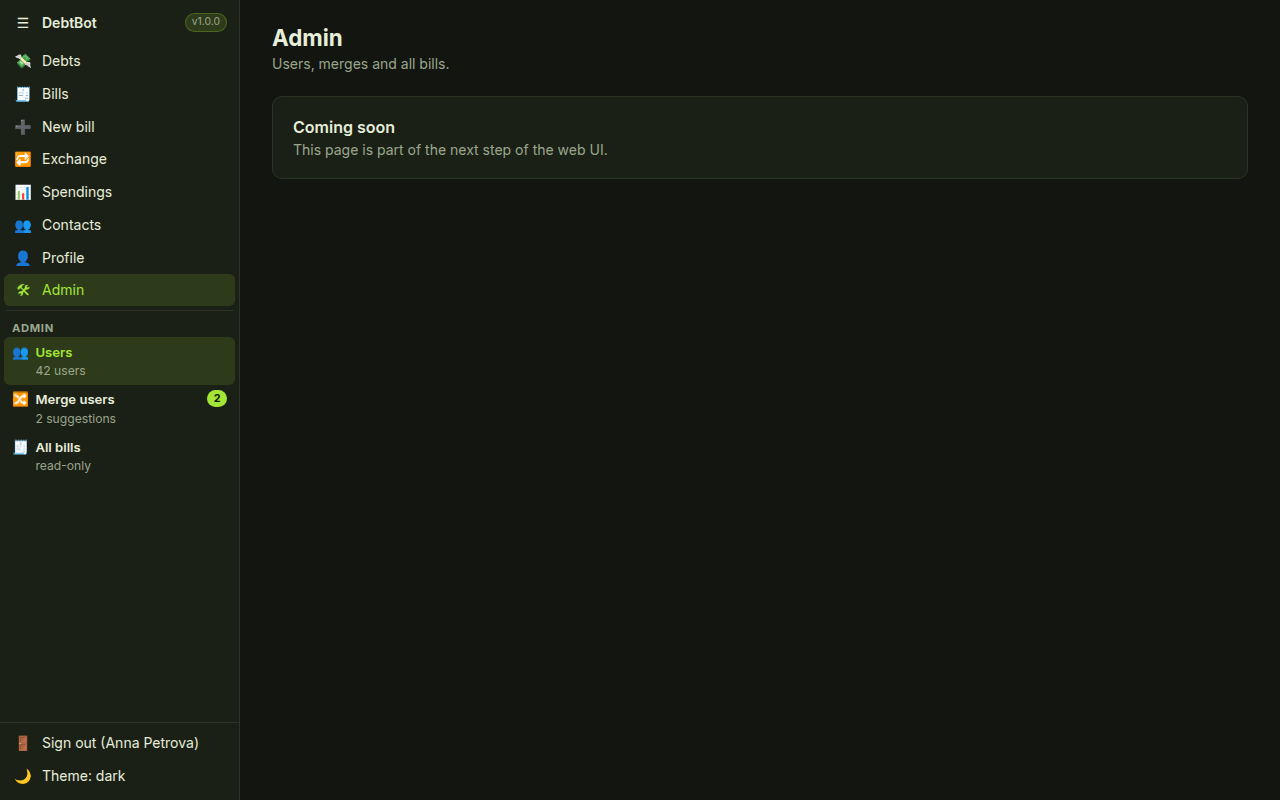 ☰ DebtBot v1.0.0
Debts
Bills
New bill
Exchange
Spendings
Contacts
Profile
Admin
ADMIN
Users
42 users
Merge users 2
2 suggestions
All bills
read-only
Sign out (Anna Petrova)
Theme: dark
Admin
Users, merges and all bills.
Coming soon
This page is part of the next step of the web UI.